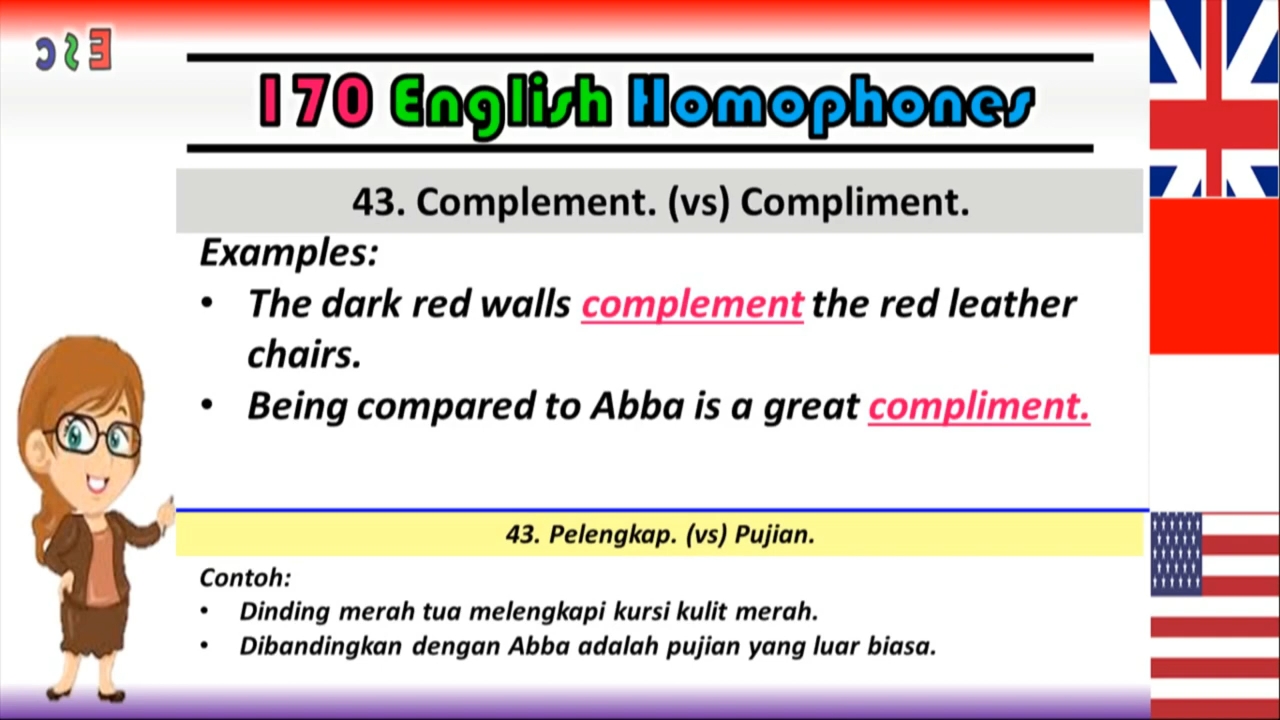 ESC
170 English Homophones
43. Complement. (vs) Compliment.
Examples:
• The dark red walls complement the red leather
chairs.
• Being compared to Abba is a great compliment.
43. Pelengkap. (vs) Pujian.
Contoh:
• Dinding merah tua melengkapi kursi kulit merah.
• Dibandingkan dengan Abba adalah pujian yang luar biasa.